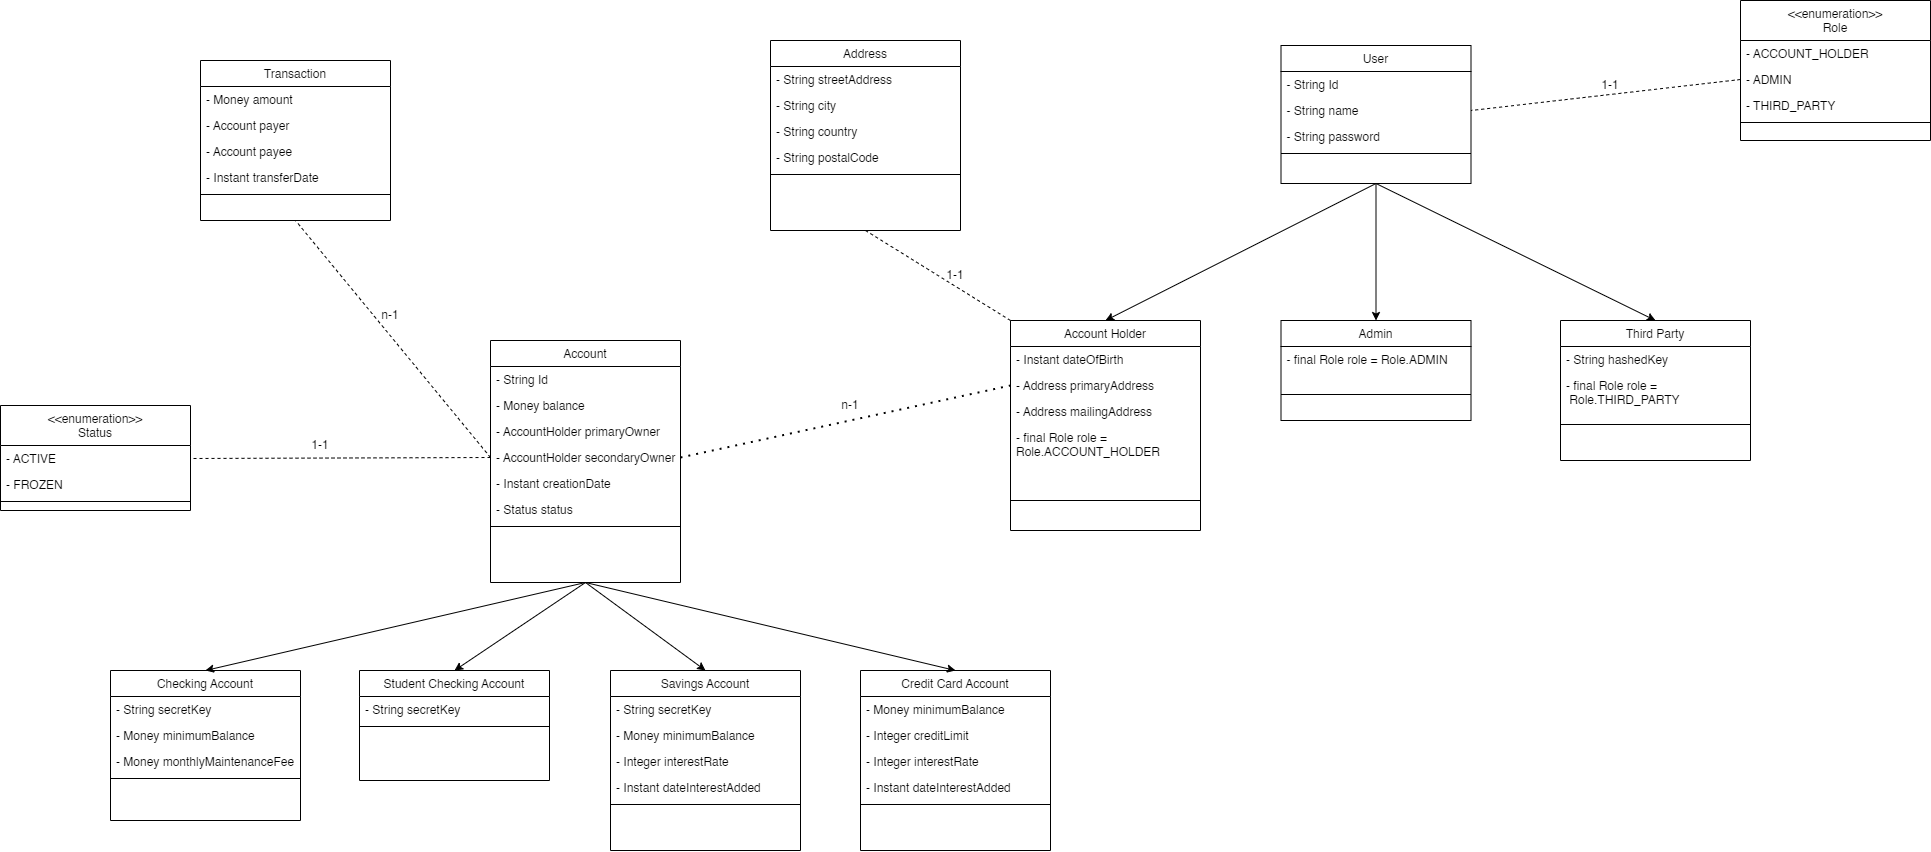 <<enumeration>>
Role
- ACCOUNT_HOLDER
- ADMIN
- THIRD_PARTY
Address
- String streetAddress
- String city
- String country
- String postalCode
User
- String Id
- String name
- String password
1-1
Transaction
- Money amount
- Account payer
- Account payee
- Instant transferDate
1-1
n-1
Account Holder
- Instant dateOfBirth
- Address primaryAddress
- Address mailingAddress
- final Role role =
Role.ACCOUNT_HOLDER
Admin
- final Role role = Role.ADMIN
Third Party
- String hashedKey
- final Role role =
Role.THIRD_PARTY
Account
- String Id
- Money balance
- AccountHolder primaryOwner
- AccountHolder secondaryOwner
- Instant creationDate
- Status status
n-1
<<enumeration>>
Status
- ACTIVE
- FROZEN
1-1
Checking Account
- String secretKey
- Money minimumBalance
- Money monthlyMaintenanceFee
Student Checking Account
- String secretKey
Savings Account
- String secretKey
- Money minimumBalance
- Integer interestRate
- Instant dateInterestAdded
Credit Card Account
- Money minimumBalance
- Integer creditLimit
- Integer interestRate
- Instant dateInterestAdded